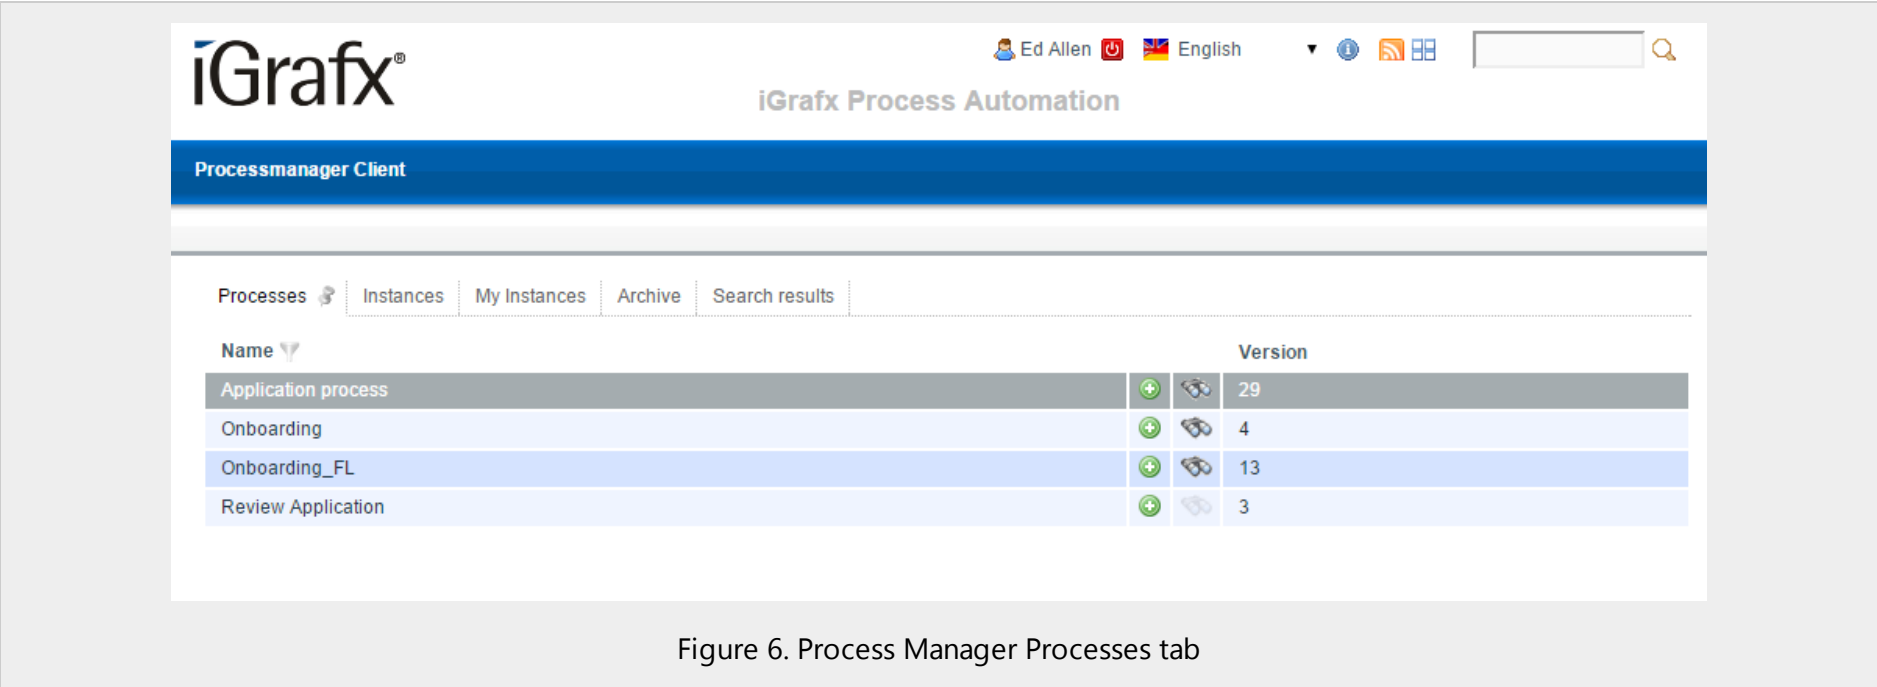 iGrafx®
Ed Allen English
iGrafx Process Automation
Processmanager Client
Processes Instances My Instances Archive Search results
Name Version
Application process 29
Onboarding 4
Onboarding_FL 13
Review Application 3
Figure 6. Process Manager Processes tab